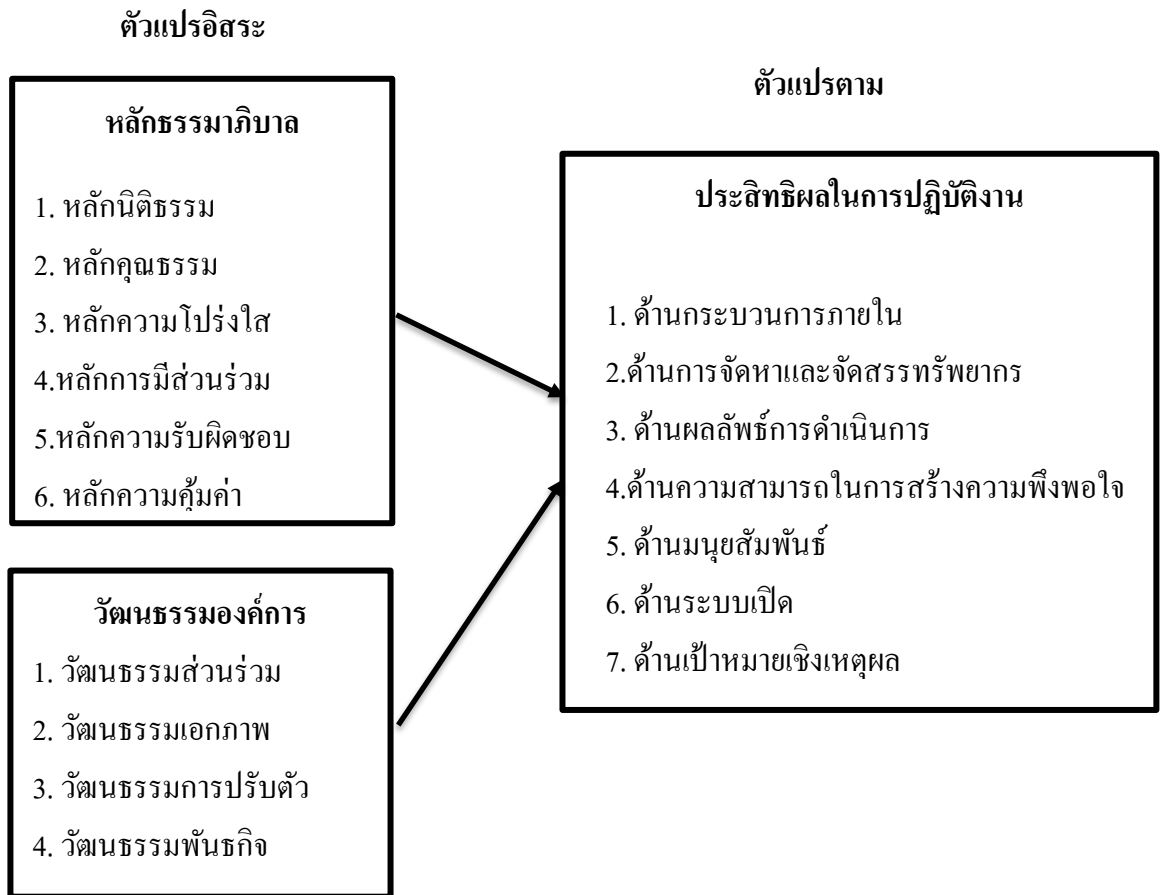 ตัวแปรอิสระ
หลักธรรมาภิบาล
1. หลักนิติธรรม
2. หลักคุณธรรม
3. หลักความโปร่งใส
4.หลักการมีส่วนร่วม
5.หลักความรับผิดชอบ
6. หลักความคุ้มค่า
วัฒนธรรมองค์การ
1. วัฒนธรรมส่วนร่วม
2. วัฒนธรรมเอกภาพ
3. วัฒนธรรมการปรับตัว
4. วัฒนธรรมพันธกิจ
ตัวแปรตาม
ประสิทธิผลในการปฏิบัติงาน
1. ด้านกระบวนการภายใน
2.ด้านการจัดหาและจัดสรรทรัพยากร
3. ด้านผลลัพธ์การดำเนินการ
4.ด้านความสามารถในการสร้างความพึงพอใจ
5. ด้านมนุยสัมพันธ์
6. ด้านระบบเปิด
7. ด้านเป้าหมายเชิงเหตุผล